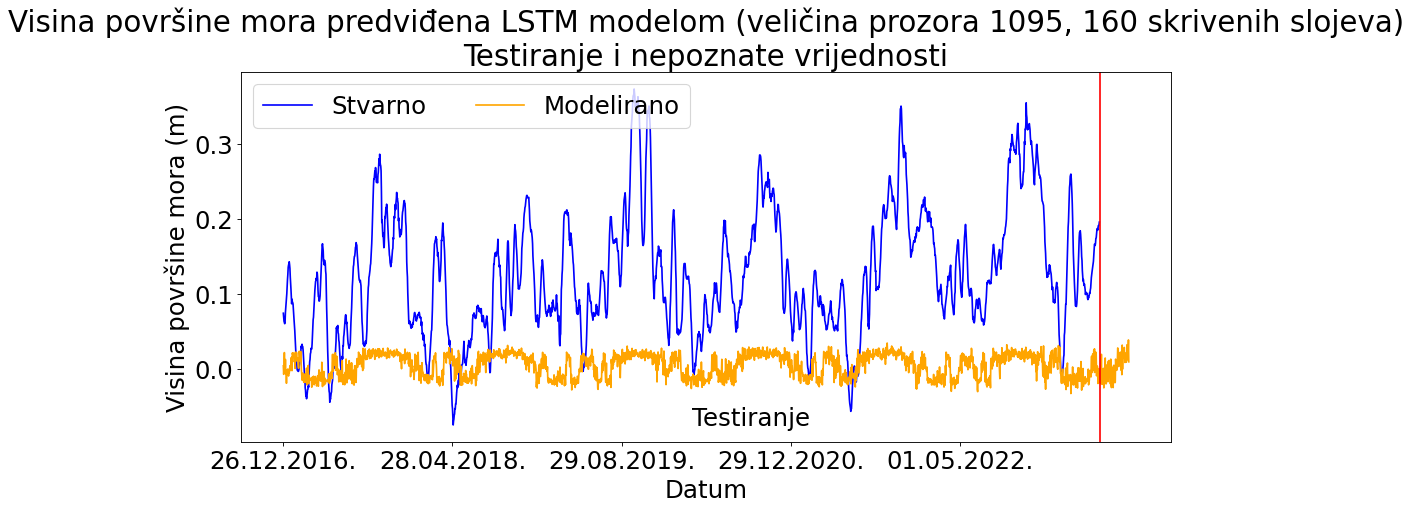 Visina površine mora predviđena LSTM modelom (veličina prozora 1095, 160 skrivenih slojeva)
Testiranje i nepoznate vrijednosti
Stvarno Modelirano
Visina površine mora (m)
0.3
0.2
0.1
0.0
Testiranje
26.12.2016. 28.04.2018. 29.08.2019. 29.12.2020. 01.05.2022.
Datum